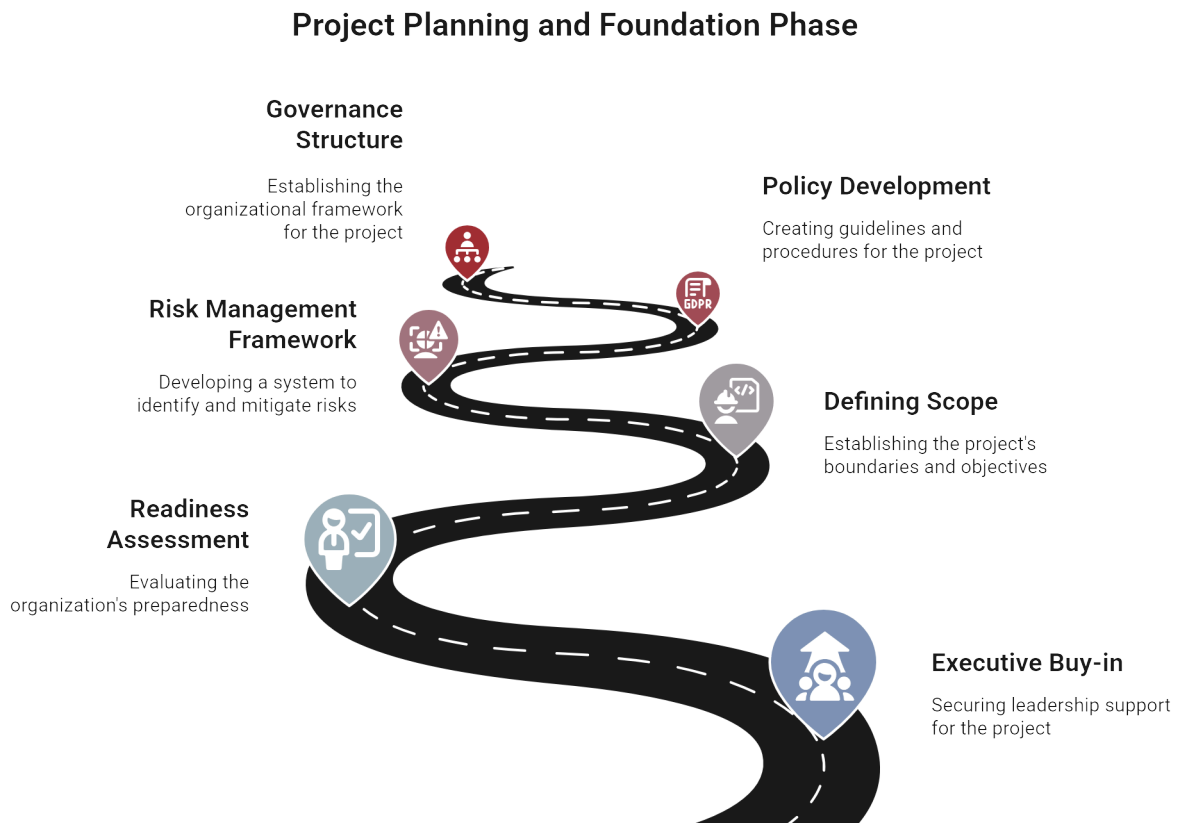 Project Planning and Foundation Phase
Governance
Structure
Establishing the
organizational framework
for the project
Policy Development
Creating guidelines and
procedures for the project
GDPR
Risk Management
Framework
Developing a system to
identify and mitigate risks
Defining Scope
Establishing the project's
boundaries and objectives
</>
Readiness
Assessment
Evaluating the
organization's preparedness
Executive Buy-in
Securing leadership support
for the project